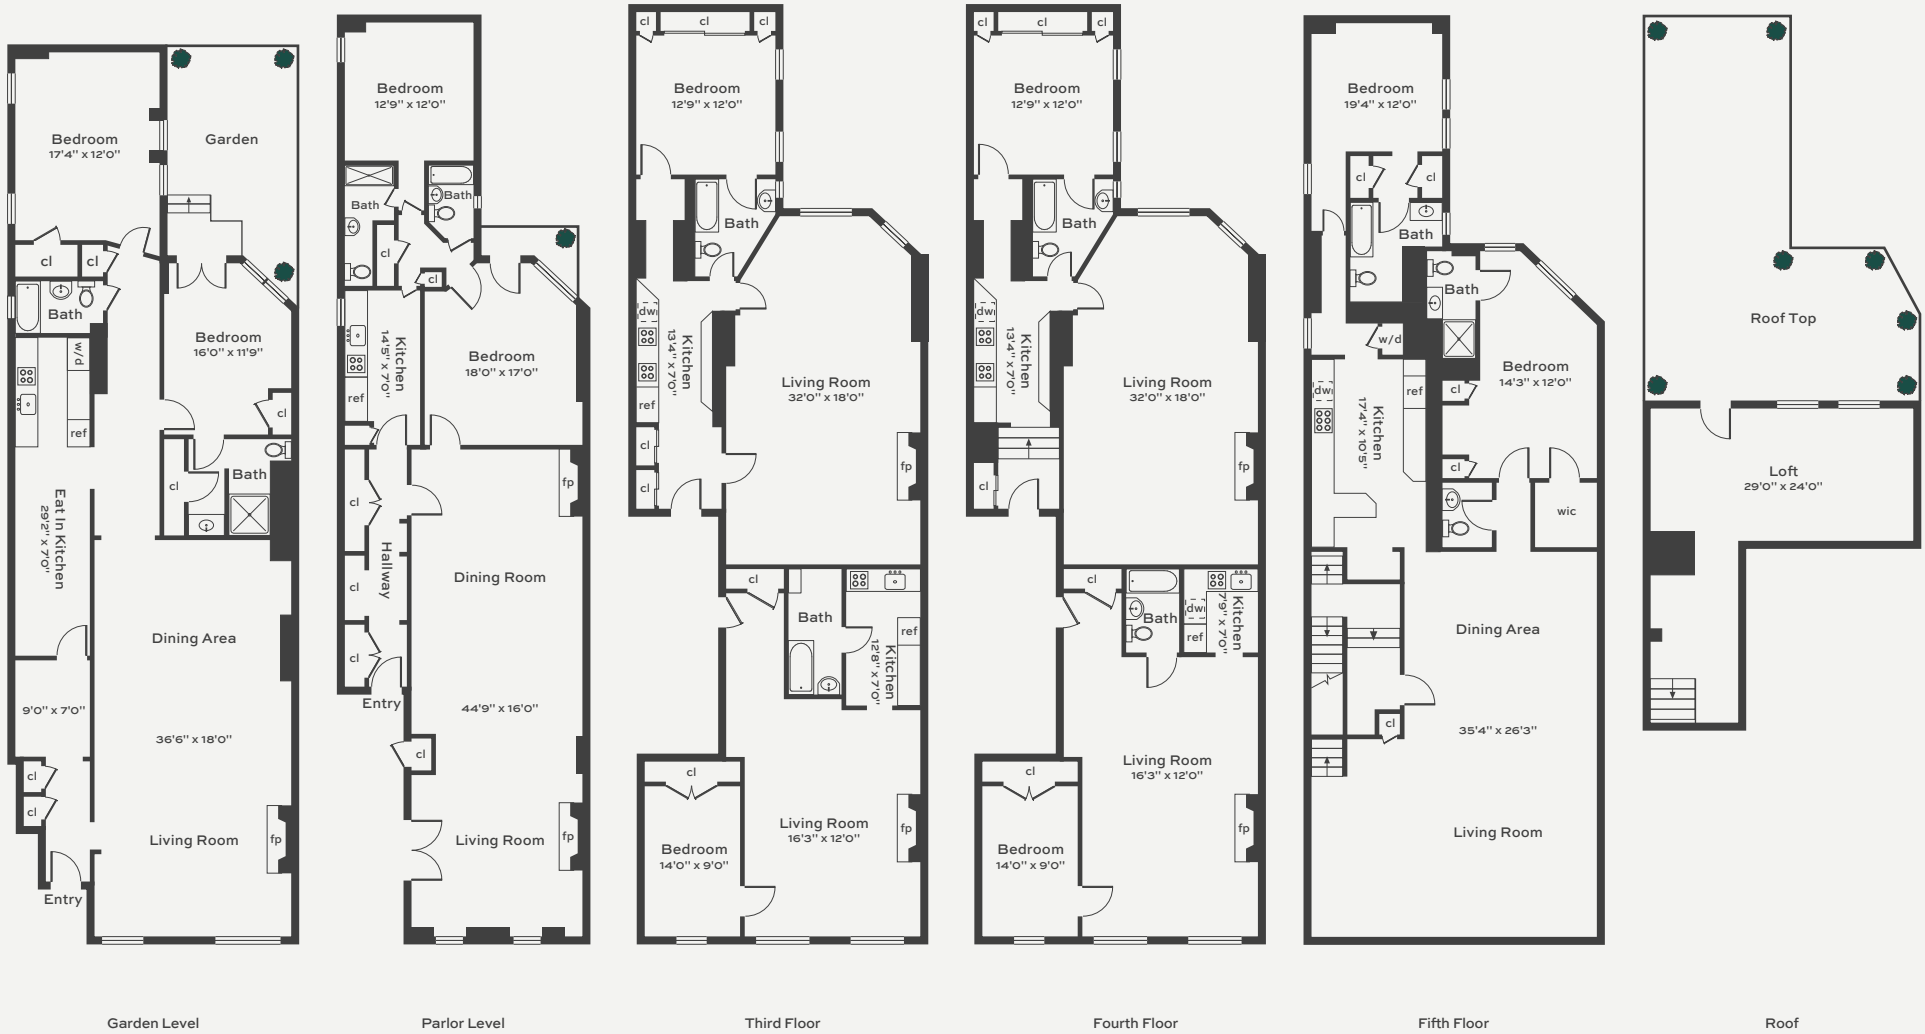 Bedroom
17'4" x 12'0"
Garden
cl
cl
Bath
Bedroom
16'0" x 11'9"
w/d
ref
cl
Bath
cl
Eat In Kitchen
29'2" x 7'0"
Dining Area
9'0" x 7'0"
36'6" x 18'0"
cl
cl
Living Room
fp
Entry
Garden Level
Bedroom
12'9" x 12'0"
Bath
Bath
cl
cl
Kitchen
14'5" x 7'0"
ref
Bedroom
18'0" x 17'0"
fp
cl
Hallway
cl
Dining Room
cl
Entry
44'9" x 16'0"
cl
Living Room
fp
Parlor Level
cl
cl
cl
Bedroom
12'9" x 12'0"
Bath
dw
Kitchen
13'4" x 7'0"
ref
cl
cl
Living Room
32'0" x 18'0"
fp
cl
Bath
ref
Kitchen
12'8" x 7'0"
cl
Living Room
16'3" x 12'0"
fp
Bedroom
14'0" x 9'0"
Third Floor
cl
cl
cl
Bedroom
12'9" x 12'0"
Bath
dw
Kitchen
13'4" x 7'0"
cl
Living Room
32'0" x 18'0"
fp
cl
Bath
dw
ref
Kitchen
7'9" x 7'0"
Living Room
16'3" x 12'0"
cl
fp
Bedroom
14'0" x 9'0"
Fourth Floor
Bedroom
19'4" x 12'0"
cl
cl
Bath
Bath
w/d
dw
ref
Kitchen
17'4" x 10'5"
Bedroom
14'3" x 12'0"
cl
cl
wic
Dining Area
cl
35'4" x 26'3"
Living Room
Fifth Floor
Roof Top
Loft
29'0" x 24'0"
Roof